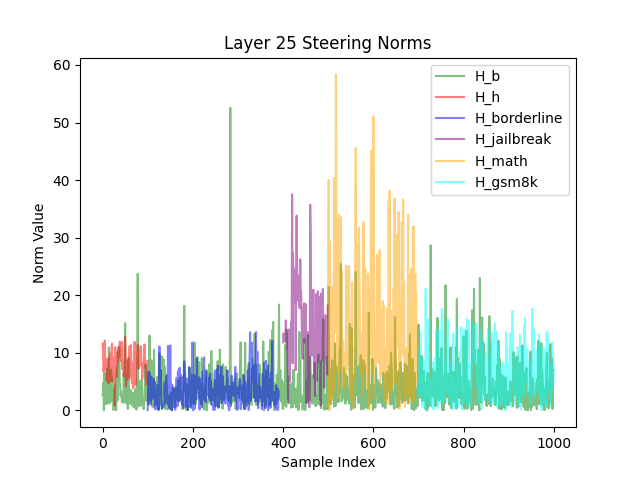 Layer 25 Steering Norms
60
50
40
30
20
10
0
Norm Value
H_b
H_h
H_borderline
H_jailbreak
H_math
H_gsm8k
0 200 400 600 800 1000
Sample Index